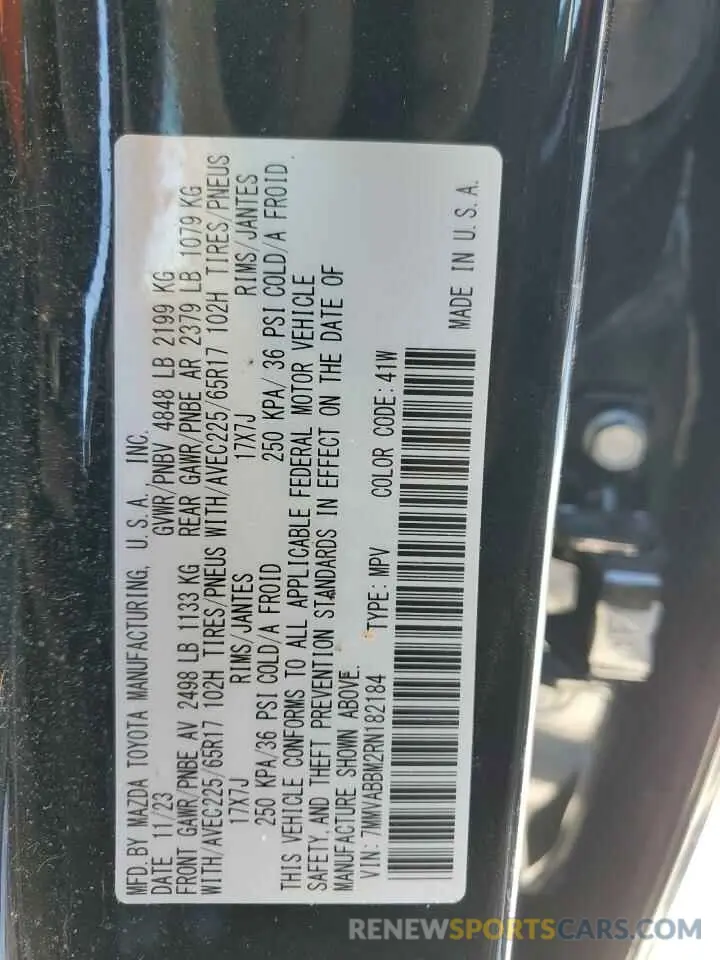 MFD. BY MAZDA TOYOTA MANUFACTURING, U.S.A. INC.
DATE 11/23 GVWR/PNBV 4848 LB 2199 KG
FRONT GAWR/PNBE AV 2498 LB 1133 KG REAR GAWR/PNBE AR 2379 LB 1079 KG
WITH/AVEC225/65R17 102H TIRES/PNEUS WITH/AVEC225/65R17 102H TIRES/PNEUS
17X7J RIMS/JANTES 17X7J RIMS/JANTES
250 KPA/36 PSI COLD/A FROID 250 KPA/ 36 PSI COLD/A FROID
THIS VEHICLE CONFORMS TO ALL APPLICABLE FEDERAL MOTOR VEHICLE
SAFETY, AND THEFT PREVENTION STANDARDS IN EFFECT ON THE DATE OF
MANUFACTURE SHOWN ABOVE.
VIN: 7MMVABBM2RN182184 TYPE: MPV COLOR CODE: 41W
MADE IN U.S.A.
RENEWSPORTSCARS.COM